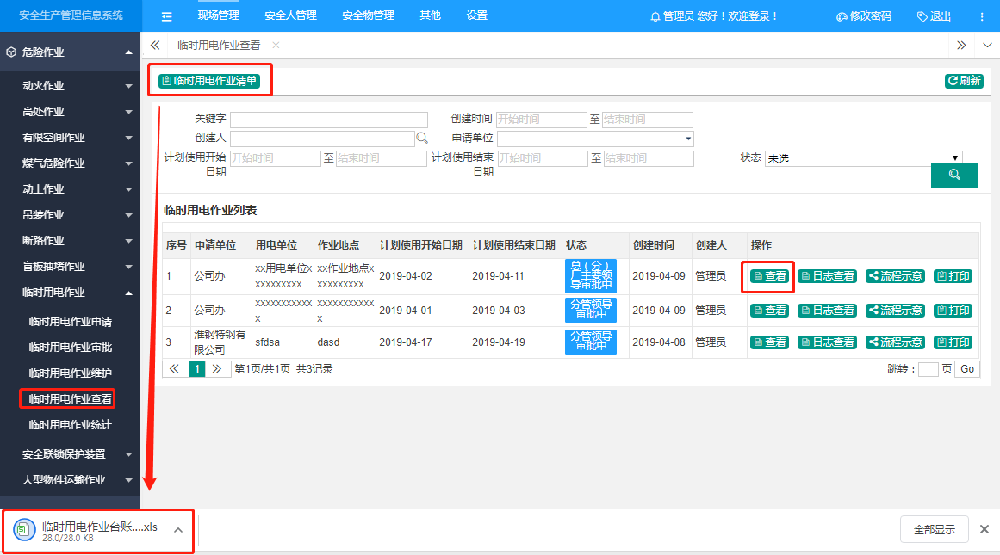 安全生产管理信息系统
现场管理 安全人管理 安全物管理 其他 设置
管理员 您好！欢迎登录！ 修改密码 退出
危险作业
动火作业
高处作业
有限空间作业
煤气危险作业
动土作业
吊装作业
断路作业
盲板抽堵作业
临时用电作业
临时用电作业申请
临时用电作业审批
临时用电作业维护
临时用电作业查看
临时用电作业统计
安全联锁保护装置
大型物件运输作业
临时用电作业查看
临时用电作业清单 刷新
关键字 创建时间 开始时间 至 结束时间
创建人 申请单位
计划使用开始日期 开始时间 至 结束时间 计划使用结束日期 开始时间 至 结束时间 状态 未选
临时用电作业列表
序号 申请单位 用电单位 作业地点 计划使用开始日期 计划使用结束日期 状态 创建时间 创建人 操作
1 公司办 xx用电单位xxxxxxxxxx xx作业地点xxxxxxxxxx 2019-04-02 2019-04-11 总（分）厂主要领导审批中 2019-04-09 管理员 查看 日志查看 流程示意 打印
2 公司办 xxxxxxxxxxxx xxxxxxxxxxxx 2019-04-01 2019-04-03 分管领导审批中 2019-04-09 管理员 查看 日志查看 流程示意 打印
3 淮钢特钢有限公司 sfdsa dasd 2019-04-17 2019-04-19 分管领导审批中 2019-04-08 管理员 查看 日志查看 流程示意 打印
1 第1页/共1页 共3记录 跳转： 页 Go
临时用电作业台账....xls
28.0/28.0 KB
全部显示